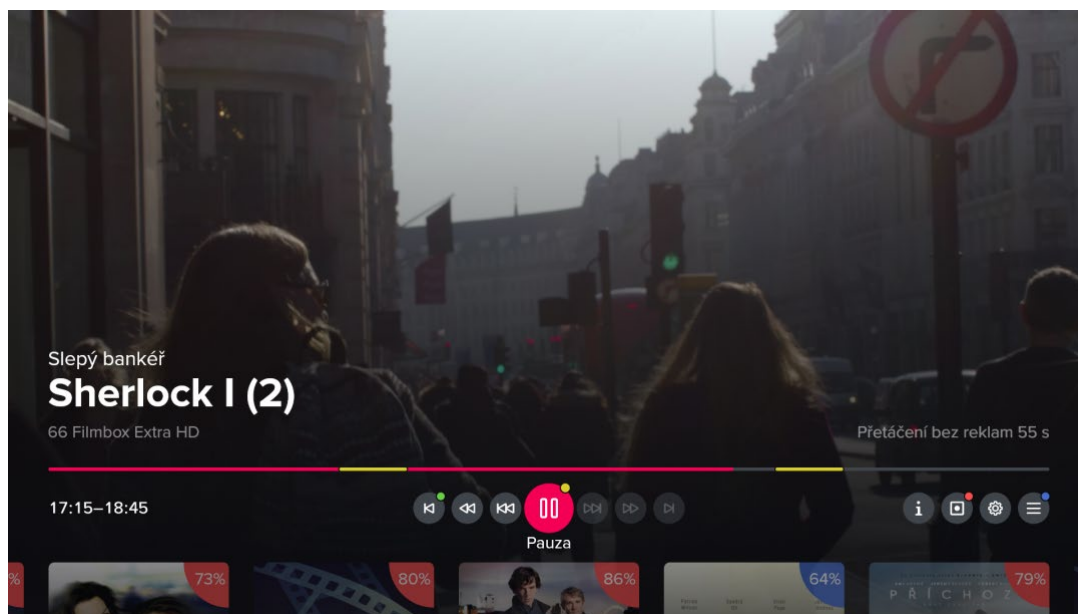 Slepý bankéř
Sherlock I (2)
66 Filmbox Extra HD
Přetáčení bez reklam 55 s
17:15–18:45
Pauza
%
73%
80%
86%
64%
79%
PŘÍCHOZ